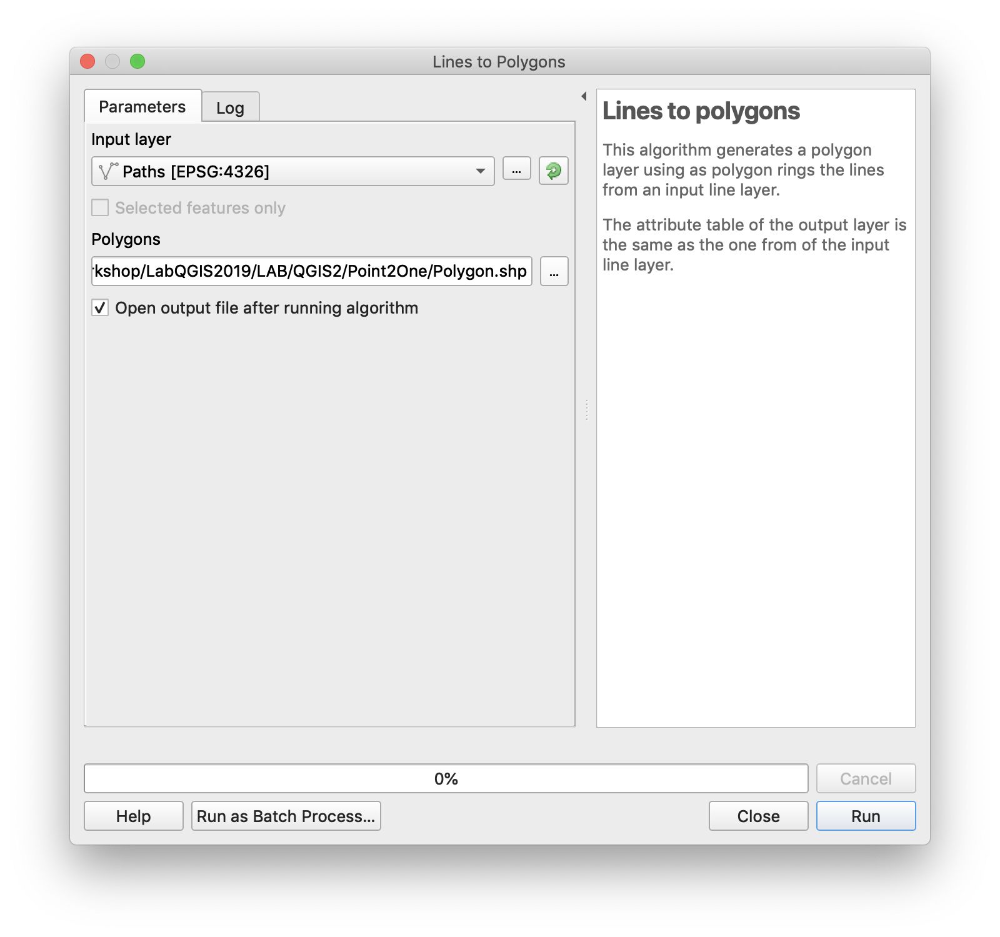 Lines to Polygons
Parameters
Log
Input layer
Paths [EPSG:4326]
...
Selected features only
Polygons
kshop/LabQGIS2019/LAB/QGIS2/Point2One/Polygon.shp
...
Open output file after running algorithm
Lines to polygons
This algorithm generates a polygon
layer using as polygon rings the lines
from an input line layer.
The attribute table of the output layer is
the same as the one from of the input
line layer.
0%
Cancel
Help
Run as Batch Process...
Close
Run